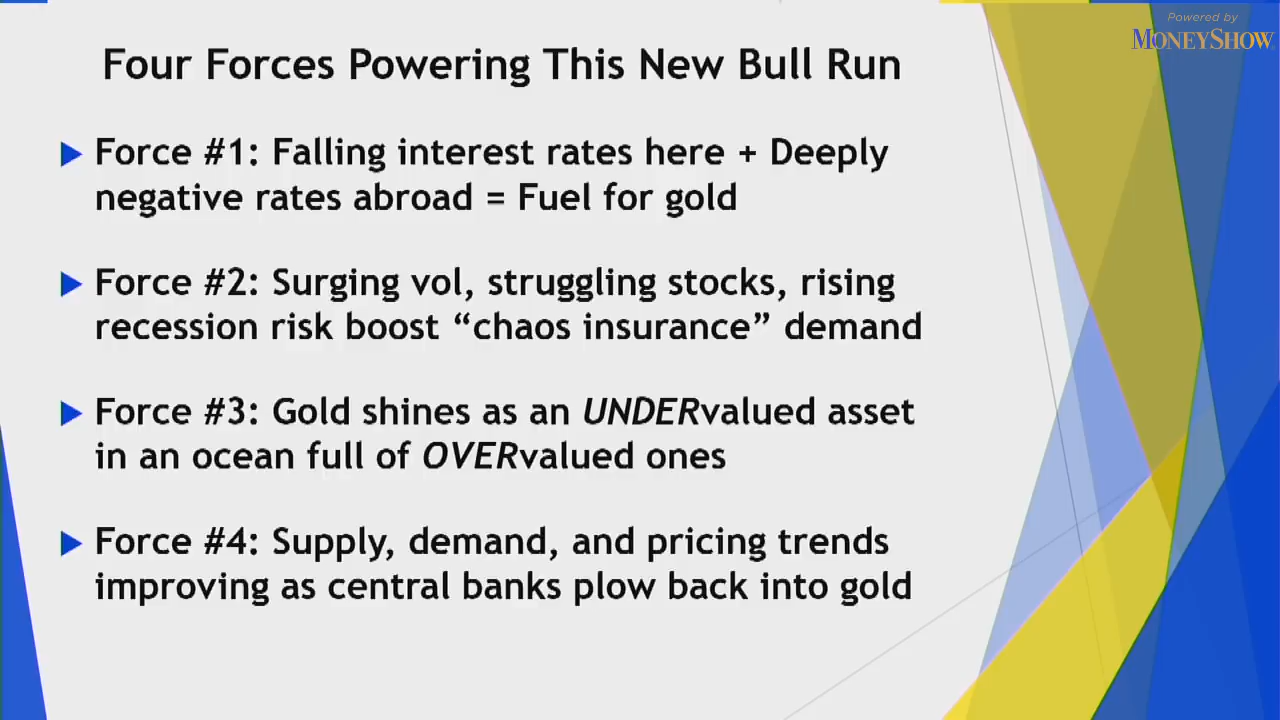 Powered by
MONEYSHOW
Four Forces Powering This New Bull Run
Force #1: Falling interest rates here + Deeply
negative rates abroad = Fuel for gold
Force #2: Surging vol, struggling stocks, rising
recession risk boost “chaos insurance” demand
Force #3: Gold shines as an UNDERvalued asset
in an ocean full of OVERvalued ones
Force #4: Supply, demand, and pricing trends
improving as central banks plow back into gold